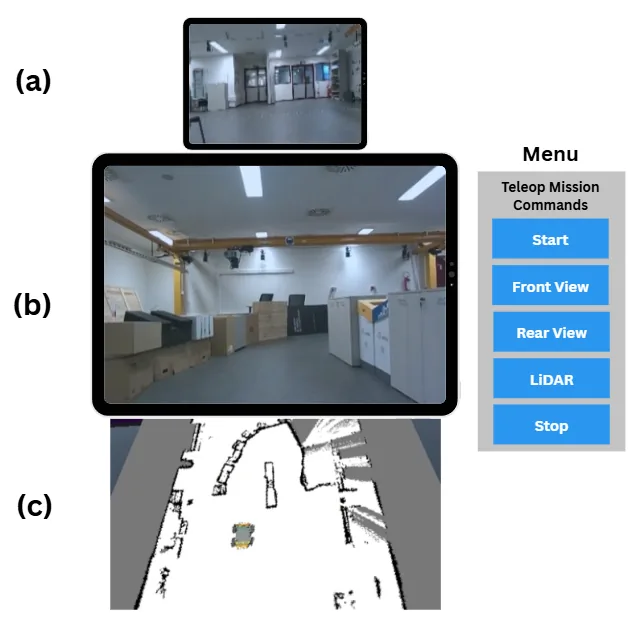 (a)
(b)
(c)
Menu
Teleop Mission
Commands
Start
Front View
Rear View
LiDAR
Stop